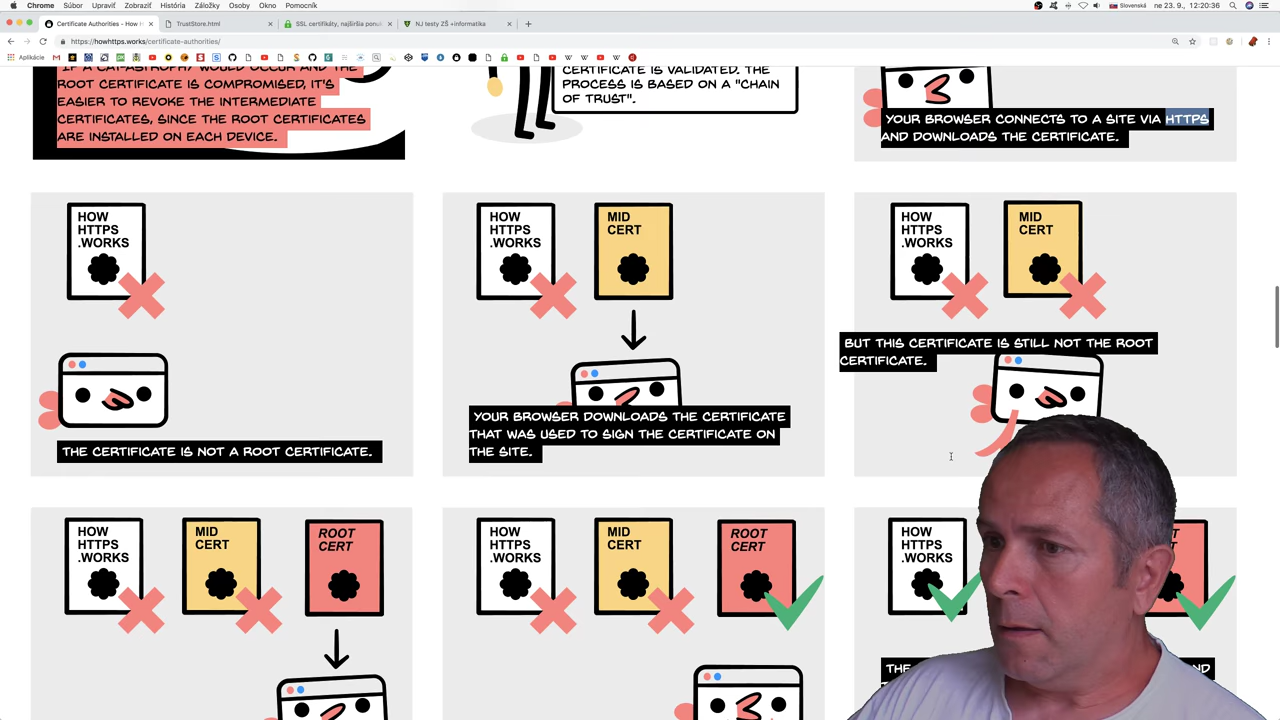 Chrome Súbor Upraviť Zobraziť História Záložky Osoby Okno Pomocník
Slovenská
ne 23. 9., 12:20:36
Certificate Authorities - How H
TrustStore.html
SSL certifikáty, najširšia ponu
NJ testy ZŠ +informatika
https://howhttps.works/certificate-authorities/
Aplikácie
IF A CATASTROPHY WOULD OCCUR AND THE
ROOT CERTIFICATE IS COMPROMISED, IT'S
EASIER TO REVOKE THE INTERMEDIATE
CERTIFICATES, SINCE THE ROOT CERTIFICATES
ARE INSTALLED ON EACH DEVICE.
CERTIFICATE IS VALIDATED. THE
PROCESS IS BASED ON A "CHAIN
OF TRUST".
YOUR BROWSER CONNECTS TO A SITE VIA HTTPS
AND DOWNLOADS THE CERTIFICATE.
HOW
HTTPS
.WORKS
THE CERTIFICATE IS NOT A ROOT CERTIFICATE.
HOW
HTTPS
.WORKS
MID
CERT
YOUR BROWSER DOWNLOADS THE CERTIFICATE
THAT WAS USED TO SIGN THE CERTIFICATE ON
THE SITE.
HOW
HTTPS
.WORKS
MID
CERT
BUT THIS CERTIFICATE IS STILL NOT THE ROOT
CERTIFICATE.
HOW
HTTPS
.WORKS
MID
CERT
ROOT
CERT
HOW
HTTPS
.WORKS
MID
CERT
ROOT
CERT
HOW
HTTPS
.WORKS